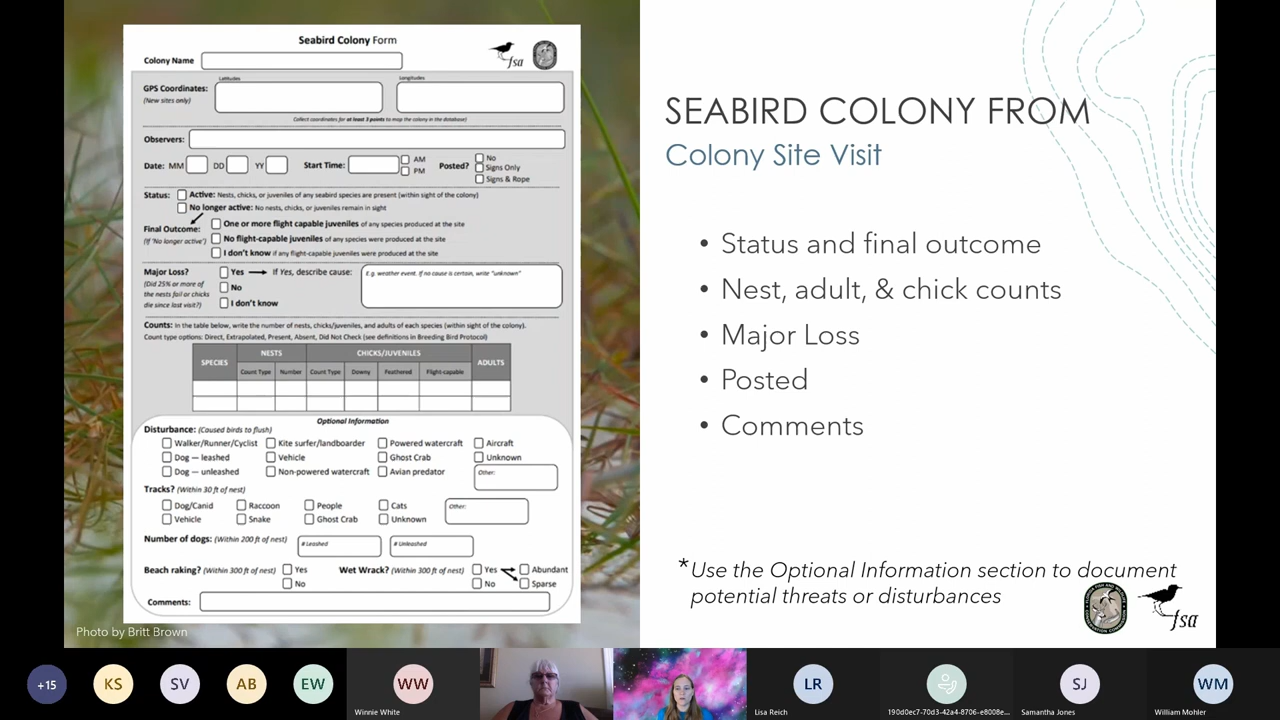 Seabird Colony Form
fsa
Colony Name
Latitudes
Longitudes
GPS Coordinates:
(New sites only)
Collect coordinates for at least 3 points to map the colony in the database)
Observers:
Date: MM DD YY Start Time: AM PM Posted? No Signs Only Signs & Rope
Status: Active: Nests, chicks, or juveniles of any seabird species are present (within sight of the colony)
No longer active: No nests, chicks, or juveniles remain in sight
Final Outcome:
(If 'No longer active')
One or more flight capable juveniles of any species produced at the site
No flight-capable juveniles of any species were produced at the site
I don't know if any flight-capable juveniles were produced at the site
Major Loss?
(Did 25% or more of
the nests fail or chicks
die since last visit?)
Yes If Yes, describe cause:
No
I don't know
E.g. weather event. If no cause is certain, write "unknown"
Counts: In the table below, write the number of nests, chicks/juveniles, and adults of each species (within sight of the colony).
Count type options: Direct, Extrapolated, Present, Absent, Did Not Check (see definitions in Breeding Bird Protocol)
SPECIES NESTS CHICKS/JUVENILES ADULTS
Count Type Number Count Type Downy Feathered Flight-capable
Optional Information
Disturbance: (Caused birds to flush)
Walker/Runner/Cyclist Kite surfer/landboarder Powered watercraft Aircraft
Dog — leashed Vehicle Ghost Crab Unknown
Dog — unleashed Non-powered watercraft Avian predator Other:
Tracks? (Within 30 ft of nest)
Dog/Canid Raccoon People Cats Other:
Vehicle Snake Ghost Crab Unknown
Number of dogs: (Within 200 ft of nest) # Leashed # Unleashed
Beach raking? (Within 300 ft of nest) Yes Wet Wrack? (Within 300 ft of nest) Yes Abundant
No No Sparse
Comments:
Photo by Britt Brown
SEABIRD COLONY FROM
Colony Site Visit
• Status and final outcome
• Nest, adult, & chick counts
• Major Loss
• Posted
• Comments
*Use the Optional Information section to document
potential threats or disturbances
fsa
+15 KS SV AB EW WW LR SJ WM
Winnie White Lisa Reich 190d0ec7-70d3-42a4-8706-e8008e... Samantha Jones William Mohler